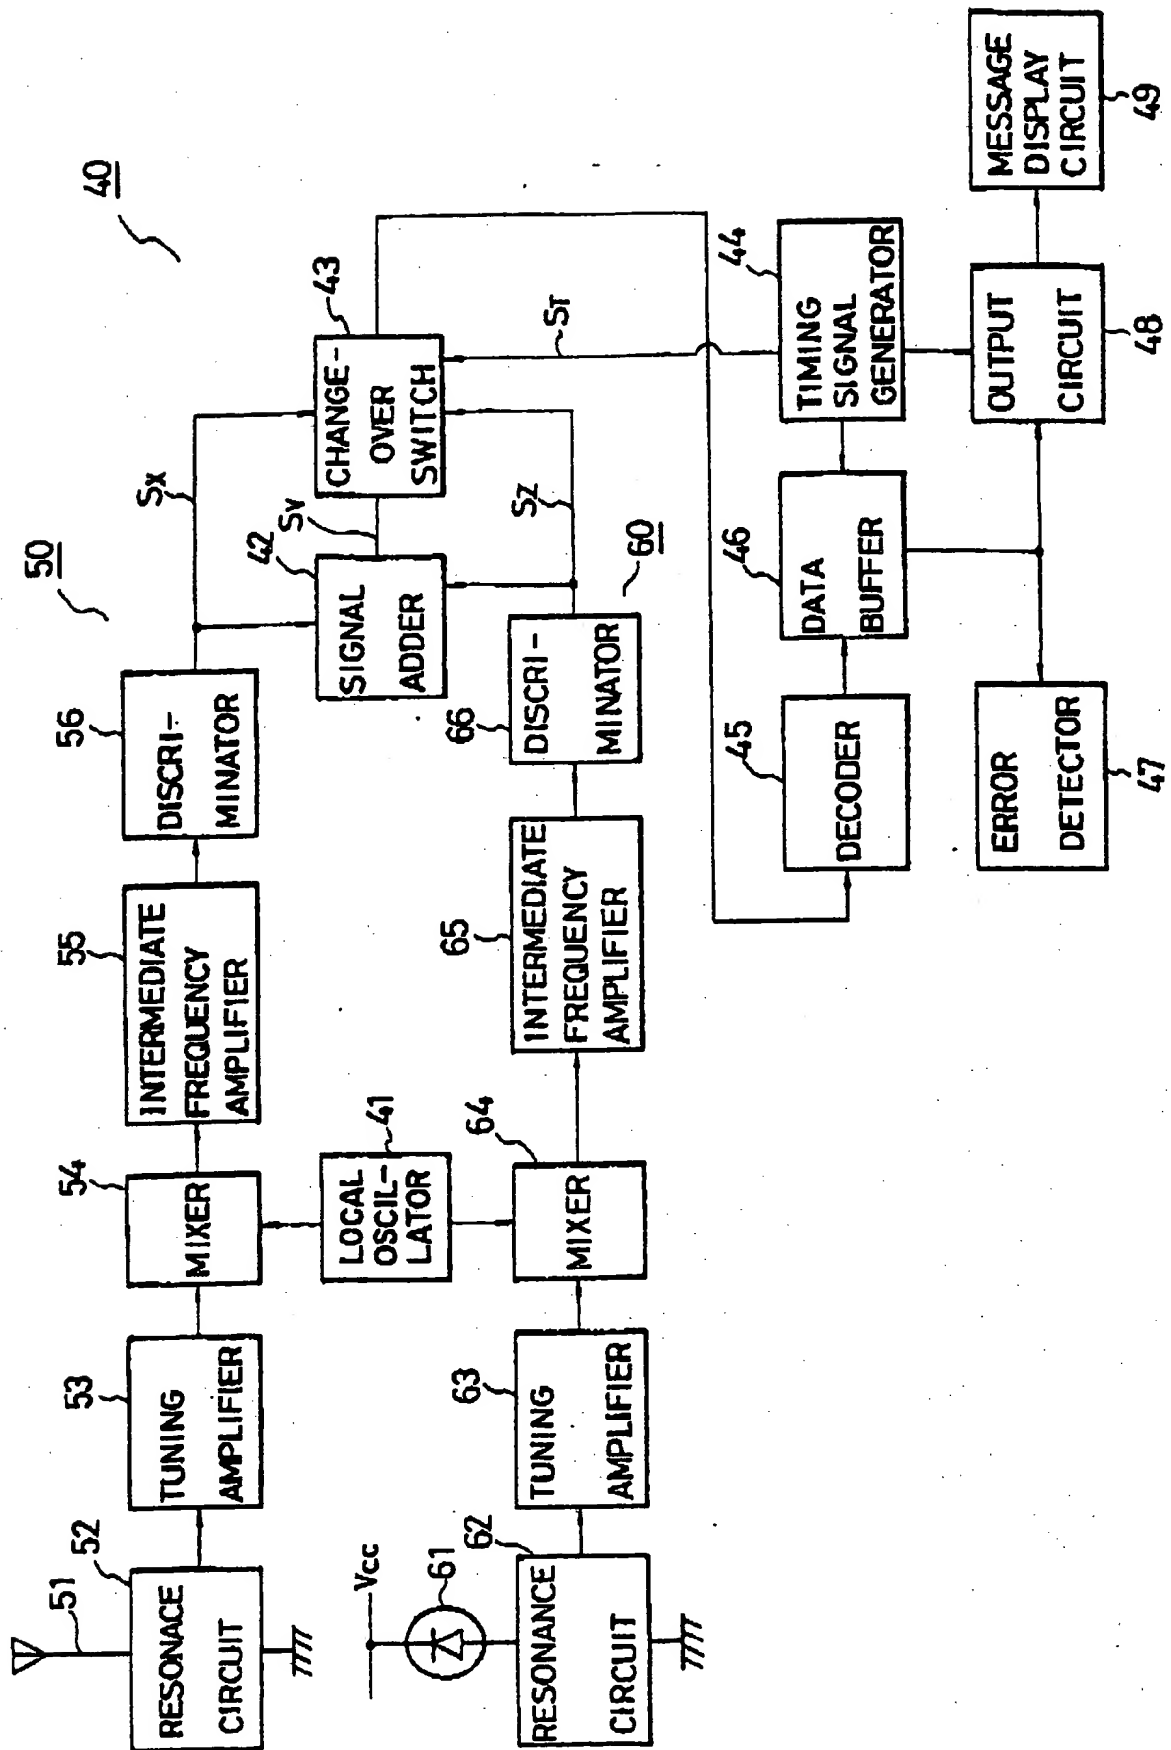 40
50
51
52
RESONACE
CIRCUIT
53
TUNING
AMPLIFIER
54
MIXER
55
INTERMEDIATE
FREQUENCY
AMPLIFIER
56
DISCRI-
MINATOR
Sx
41
LOCAL
OSCIL-
LATOR
42
SIGNAL
ADDER
Sy
43
CHANGE-
OVER
SWITCH
ST
Vcc
61
62
RESONANCE
CIRCUIT
63
TUNING
AMPLIFIER
64
MIXER
65
INTERMEDIATE
FREQUENCY
AMPLIFIER
66
DISCRI-
MINATOR
Sz
60
45
DECODER
46
DATA
BUFFER
44
TIMING
SIGNAL
GENERATOR
ERROR
DETECTOR
47
OUTPUT
CIRCUIT
48
MESSAGE
DISPLAY
CIRCUIT
49